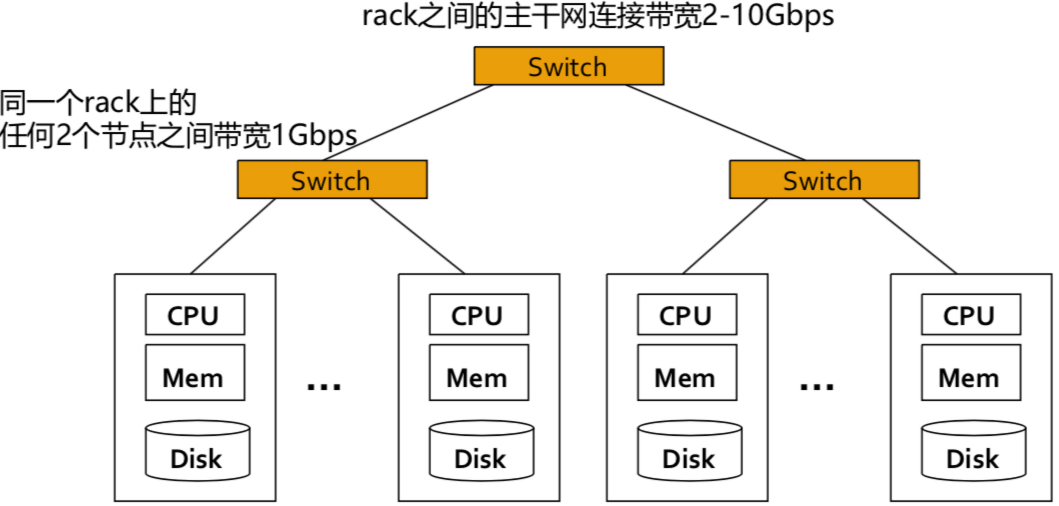 rack之间的主干网连接带宽2-10Gbps
Switch
同一个rack上的
任何2个节点之间带宽1Gbps
Switch
Switch
CPU
CPU
CPU
CPU
Mem
...
Mem
Mem
...
Mem
Disk
Disk
Disk
Disk